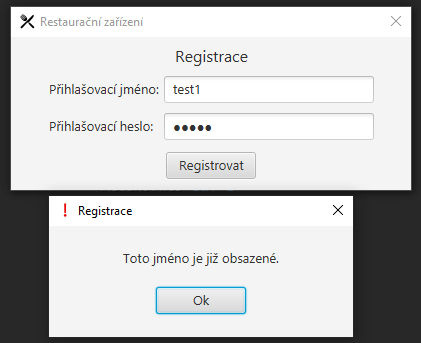 Restaurační zařízení
Registrace
Přihlašovací jméno: test1
Přihlašovací heslo: ●●●●●
Registrovat
Registrace
Toto jméno je již obsazené.
Ok